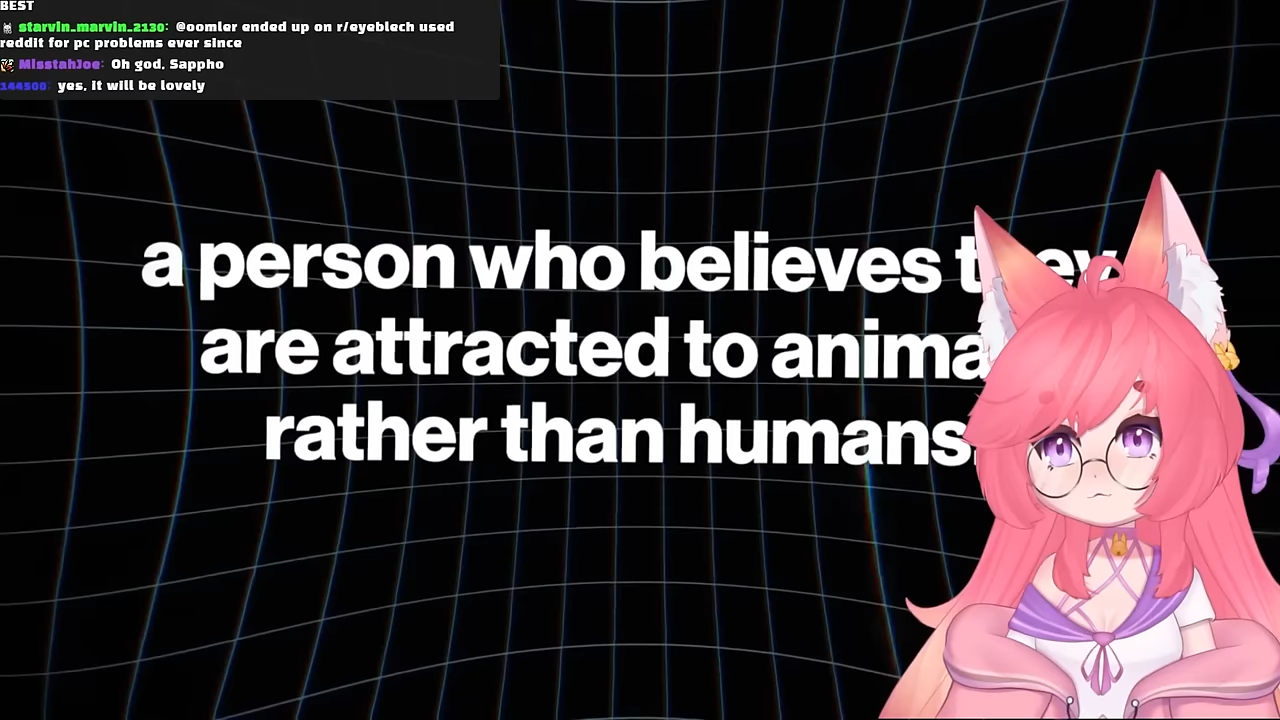 BEST
starvin_marvin_2130: @oomler ended up on r/eyeblech used
reddit for pc problems ever since
MisstahJoe: Oh god. Sappho
144500: yes. it will be lovely
a person who believes
are attracted to
rather than humans.